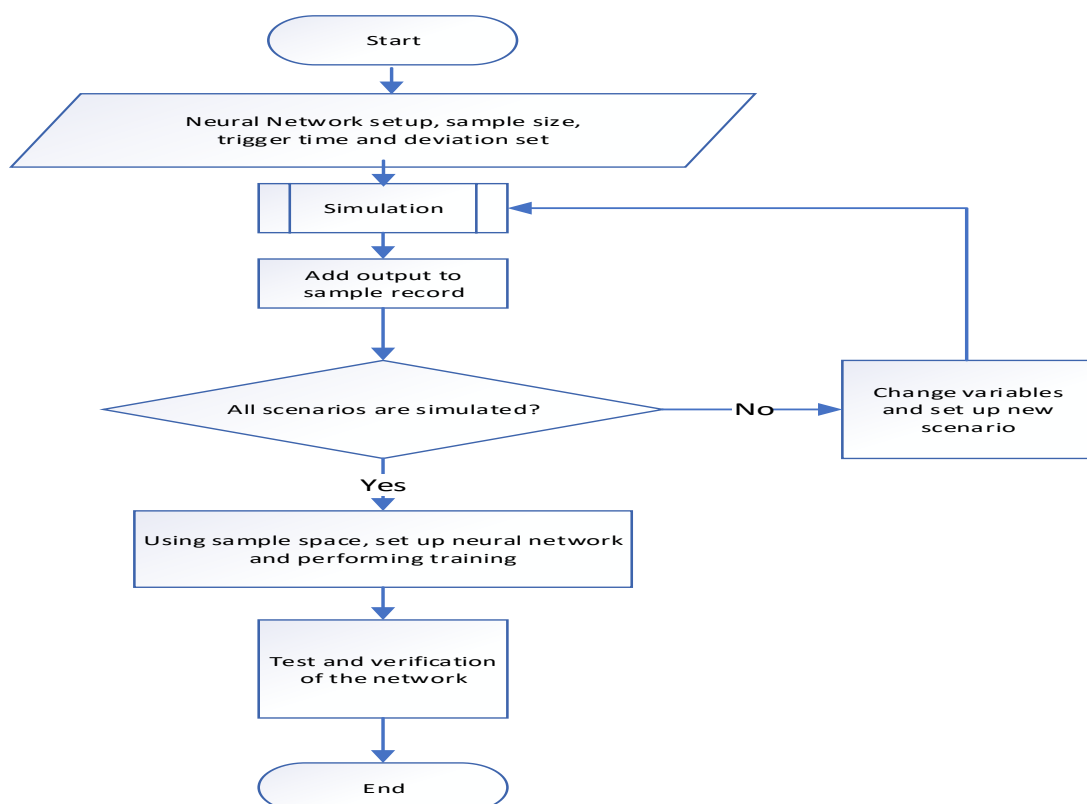 Start
Neural Network setup, sample size,
trigger time and deviation set
Simulation
Add output to
sample record
All scenarios are simulated?
No
Change variables
and set up new
scenario
Yes
Using sample space, set up neural network
and performing training
Test and verification
of the network
End